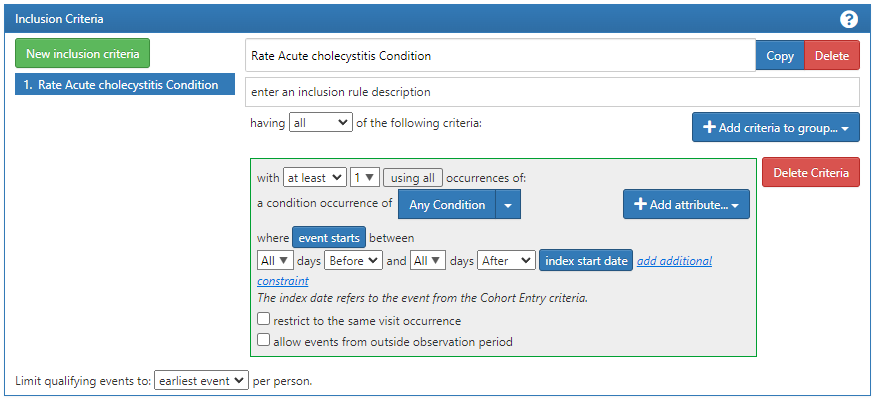 Inclusion Criteria ?
New inclusion criteria
1. Rate Acute cholecystitis Condition
Rate Acute cholecystitis Condition Copy Delete
enter an inclusion rule description
having all of the following criteria: Add criteria to group...
with at least 1 using all occurrences of: Delete Criteria
a condition occurrence of Any Condition Add attribute...
where event starts between
All days Before and All days After index start date add additional
constraint
The index date refers to the event from the Cohort Entry criteria.
restrict to the same visit occurrence
allow events from outside observation period
Limit qualifying events to: earliest event per person.